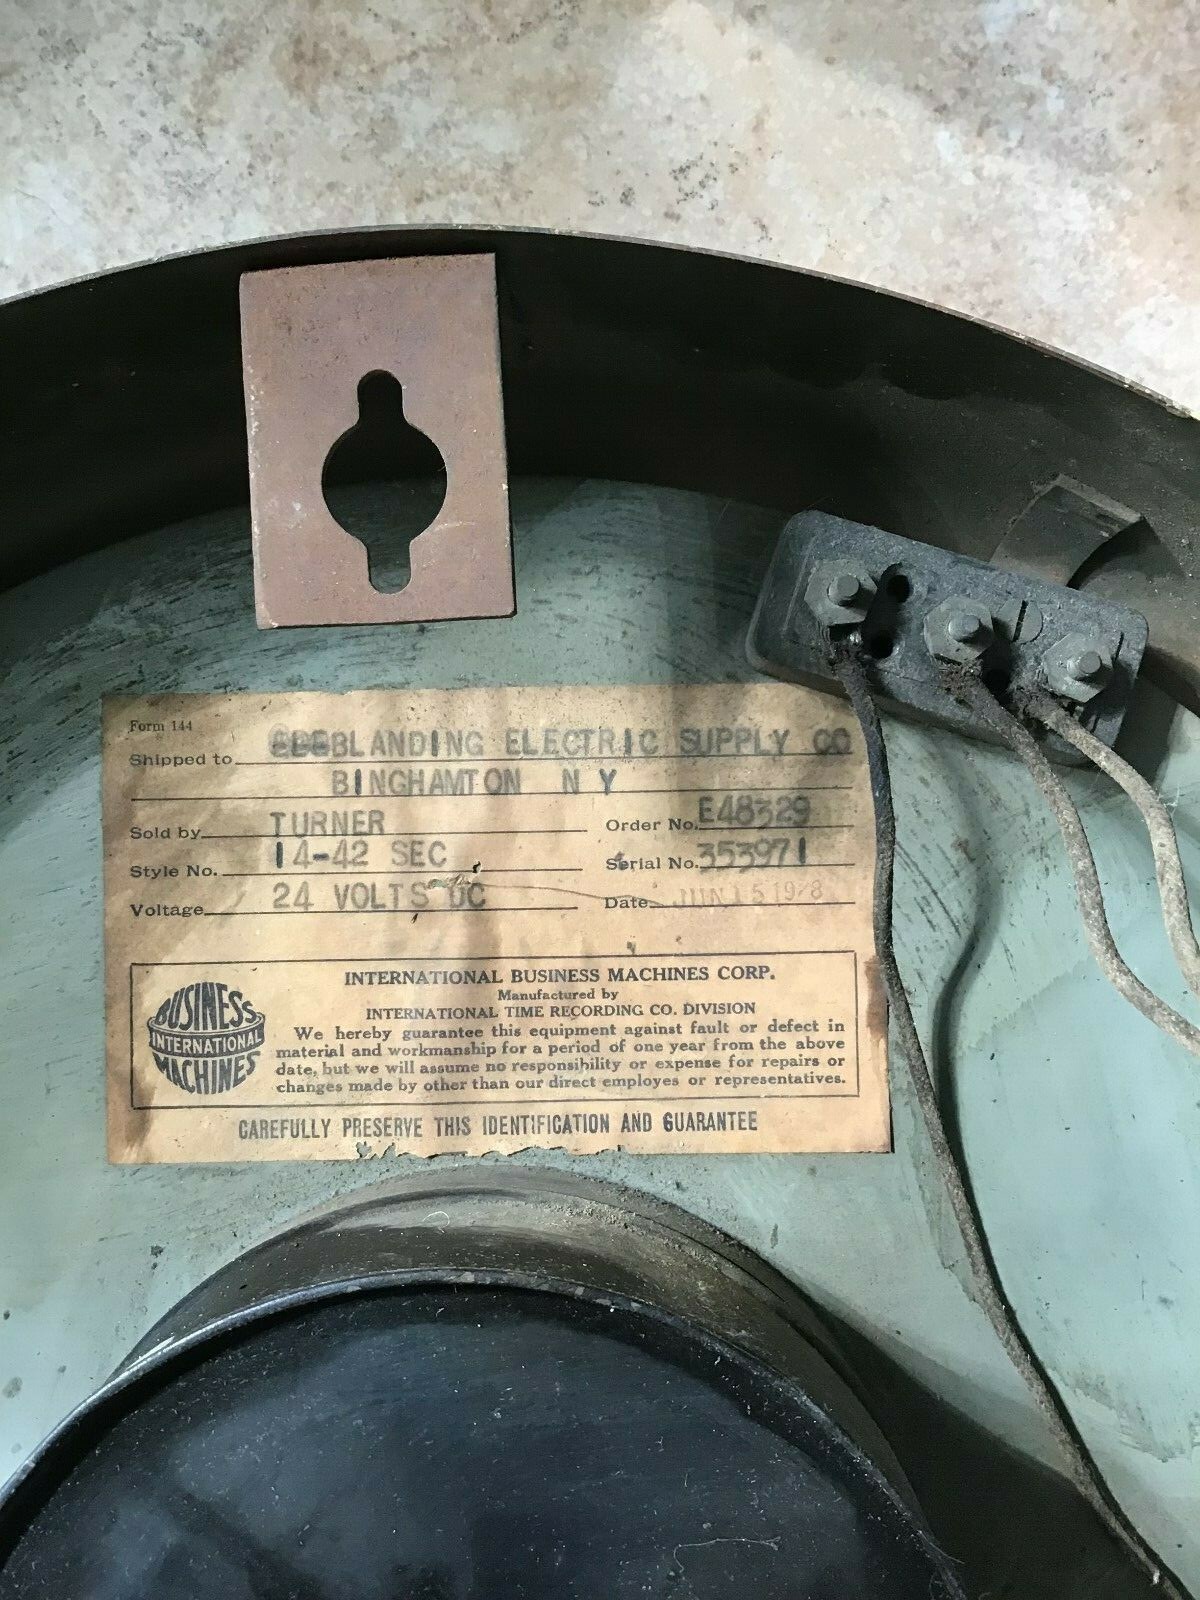 Form 144
Shipped to BLANDING ELECTRIC SUPPLY CO
BINGHAMTON N Y
Sold by TURNER Order No. E48329
Style No. 14-42 SEC Serial No. 353971
Voltage 24 VOLTS DC Date JUN 15 1928
BUSINESS
INTERNATIONAL
MACHINES
INTERNATIONAL BUSINESS MACHINES CORP.
Manufactured by
INTERNATIONAL TIME RECORDING CO. DIVISION
We hereby guarantee this equipment against fault or defect in
material and workmanship for a period of one year from the above
date, but we will assume no responsibility or expense for repairs or
changes made by other than our direct employes or representatives.
CAREFULLY PRESERVE THIS IDENTIFICATION AND GUARANTEE